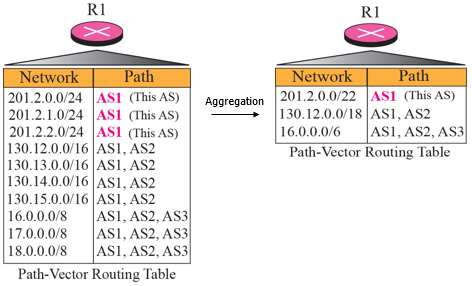 R1
Network Path
201.2.0.0/24 AS1 (This AS)
201.2.1.0/24 AS1 (This AS)
201.2.2.0/24 AS1 (This AS)
130.12.0.0/16 AS1, AS2
130.13.0.0/16 AS1, AS2
130.14.0.0/16 AS1, AS2
130.15.0.0/16 AS1, AS2
16.0.0.0/8 AS1, AS2, AS3
17.0.0.0/8 AS1, AS2, AS3
18.0.0.0/8 AS1, AS2, AS3
Path-Vector Routing Table
Aggregation
R1
Network Path
201.2.0.0/22 AS1 (This AS)
130.12.0.0/18 AS1, AS2
16.0.0.0/6 AS1, AS2, AS3
Path-Vector Routing Table